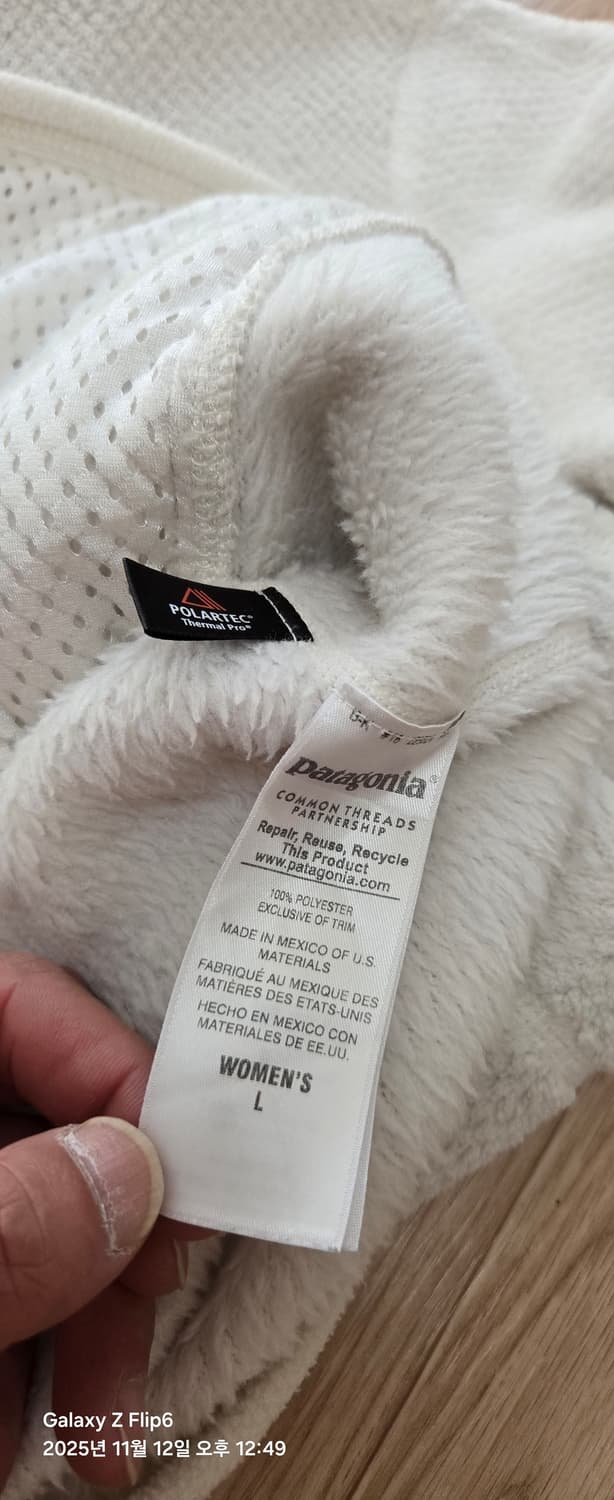 POLARTEC®
Thermal Pro®
patagonia®
COMMON THREADS
PARTNERSHIP
Repair, Reuse, Recycle
This Product
www.patagonia.com
100% POLYESTER
EXCLUSIVE OF TRIM
MADE IN MEXICO OF U.S.
MATERIALS
FABRIQUÉ AU MEXIQUE DES
MATIÈRES DES ETATS-UNIS
HECHO EN MEXICO CON
MATERIALES DE EE.UU.
WOMEN'S
L
Galaxy Z Flip6
2025년 11월 12일 오후 12:49